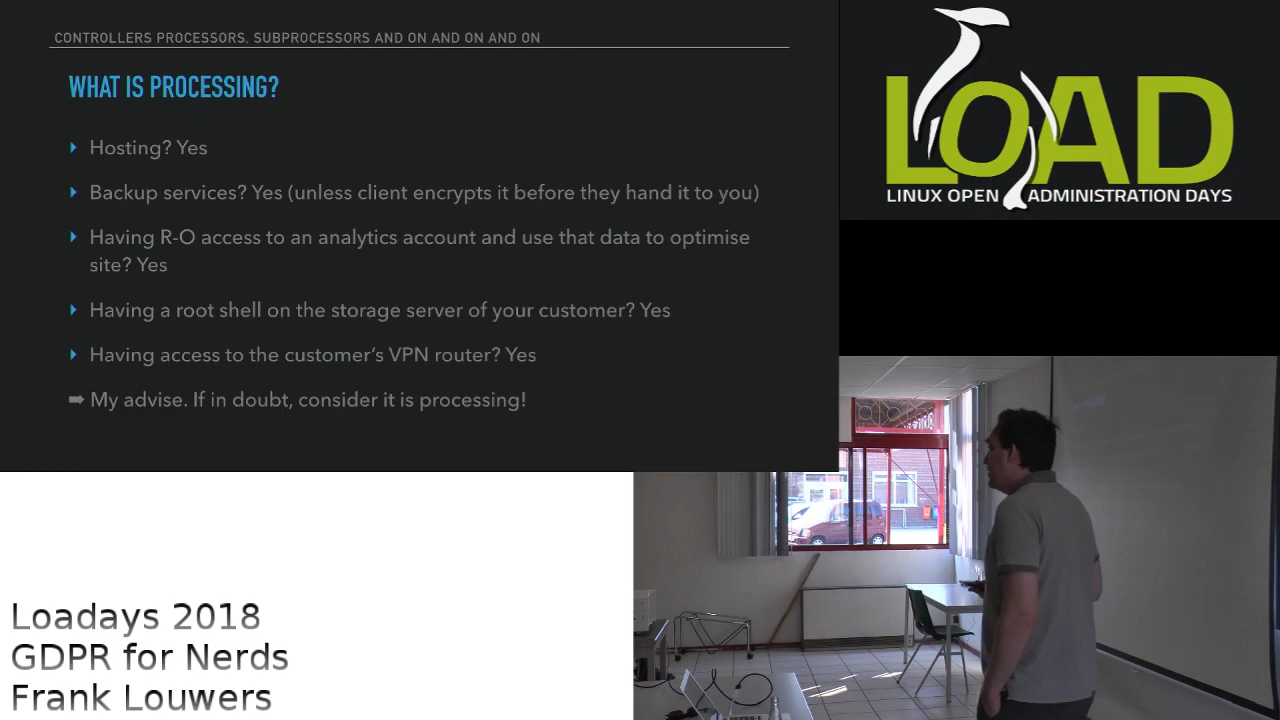 CONTROLLERS PROCESSORS, SUBPROCESSORS AND ON AND ON AND ON
WHAT IS PROCESSING?
Hosting? Yes
Backup services? Yes (unless client encrypts it before they hand it to you)
Having R-O access to an analytics account and use that data to optimise
site? Yes
Having a root shell on the storage server of your customer? Yes
Having access to the customer's VPN router? Yes
➡ My advise. If in doubt, consider it is processing!
LOAD
LINUX OPEN ADMINISTRATION DAYS
Loadays 2018
GDPR for Nerds
Frank Louwers